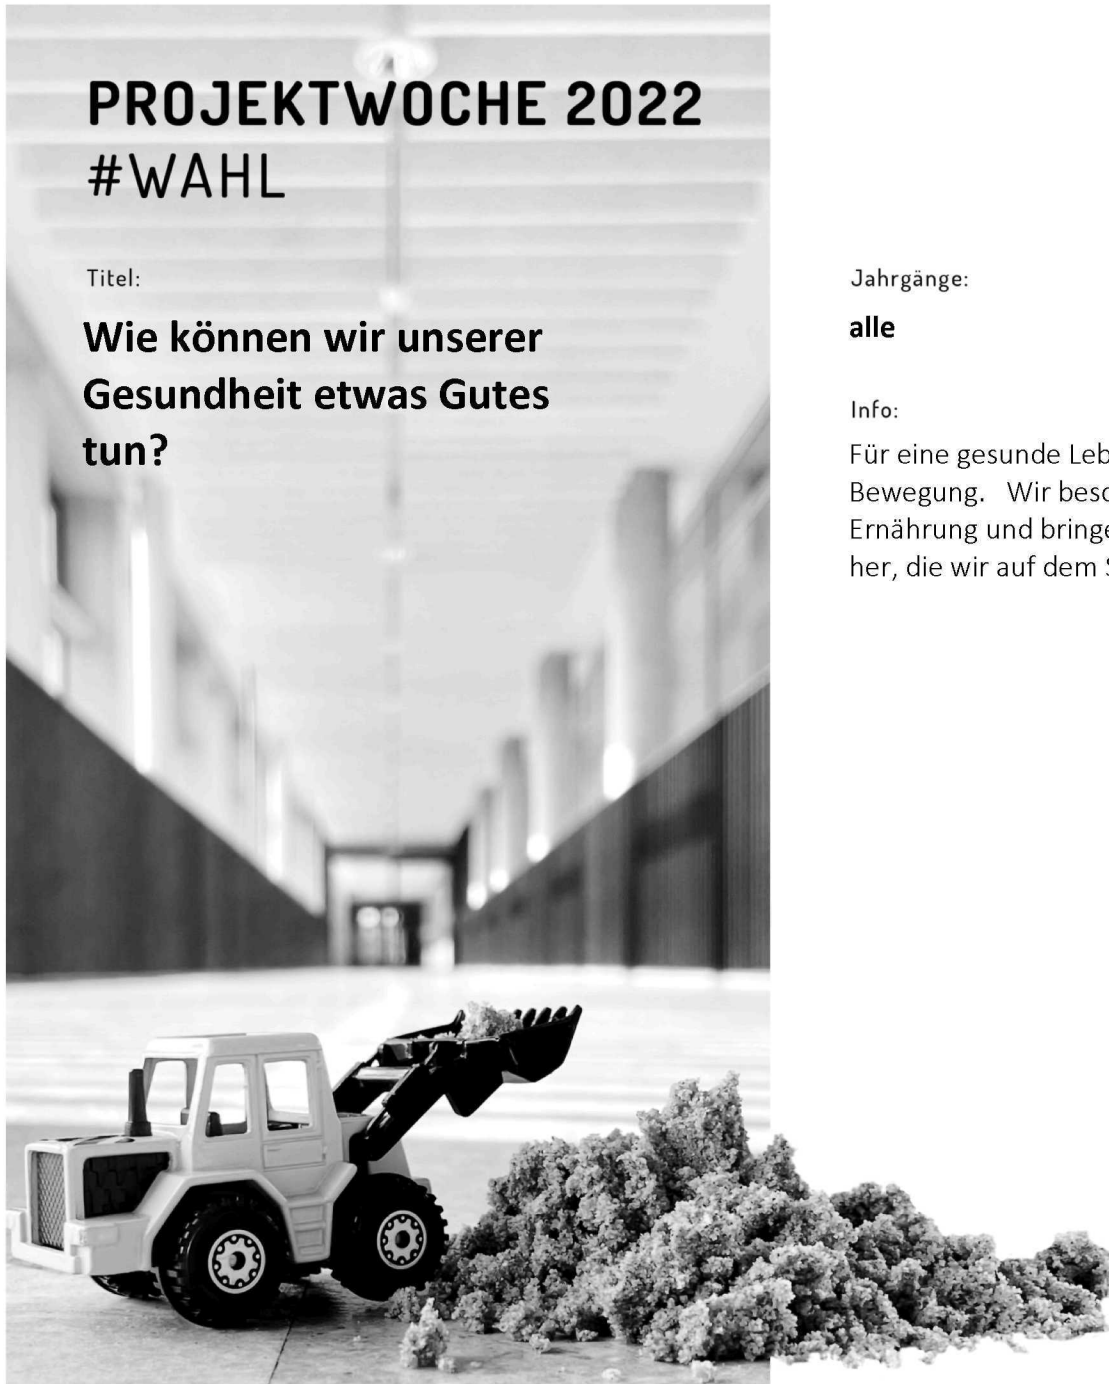 PROJEKTWOCHE 2022
#WAHL
Titel:
Wie können wir unserer
Gesundheit etwas Gutes
tun?
Jahrgänge:
alle
Info:
Für eine gesunde
Bewegung. Wir
Ernährung und
her, die wir auf dem